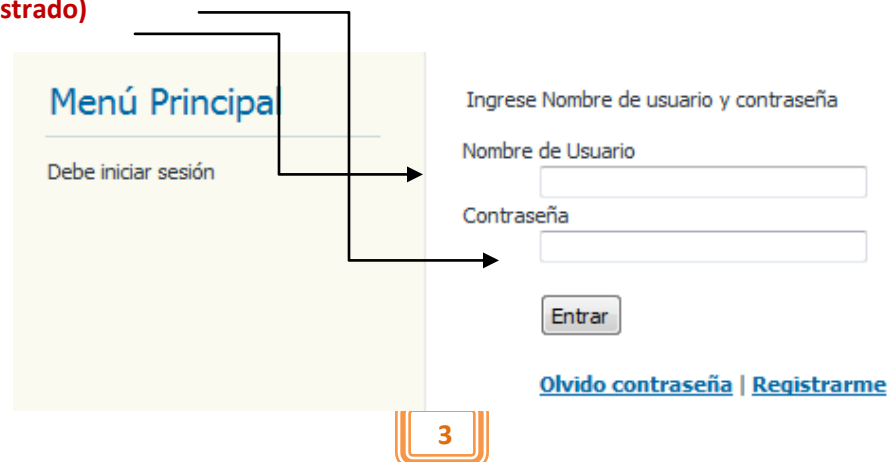 strado)
Menú Principal
Debe iniciar sesión
Ingrese Nombre de usuario y contraseña
Nombre de Usuario
Contraseña
Entrar
Olvido contraseña | Registrarme
3